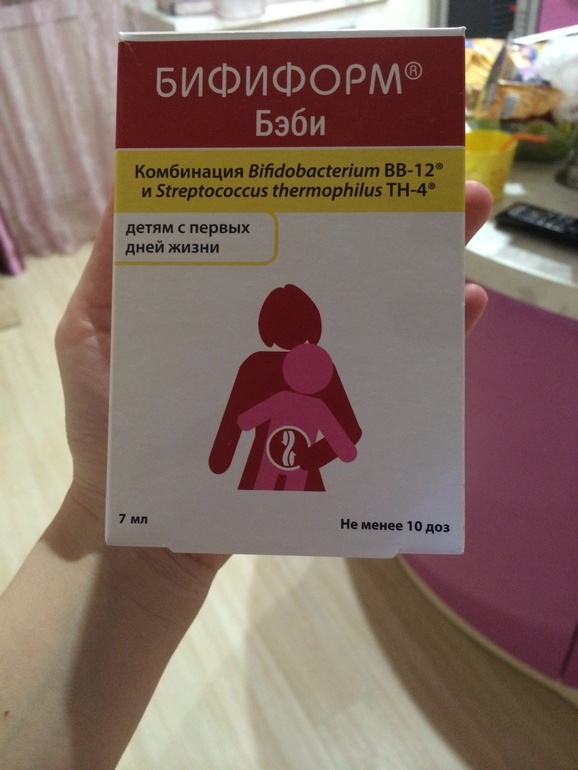 БИФИФОРМ®
Бэби
Комбинация Bifidobacterium BB-12®
и Streptococcus thermophilus TH-4®
детям с первых
дней жизни
7 мл
Не менее 10 доз